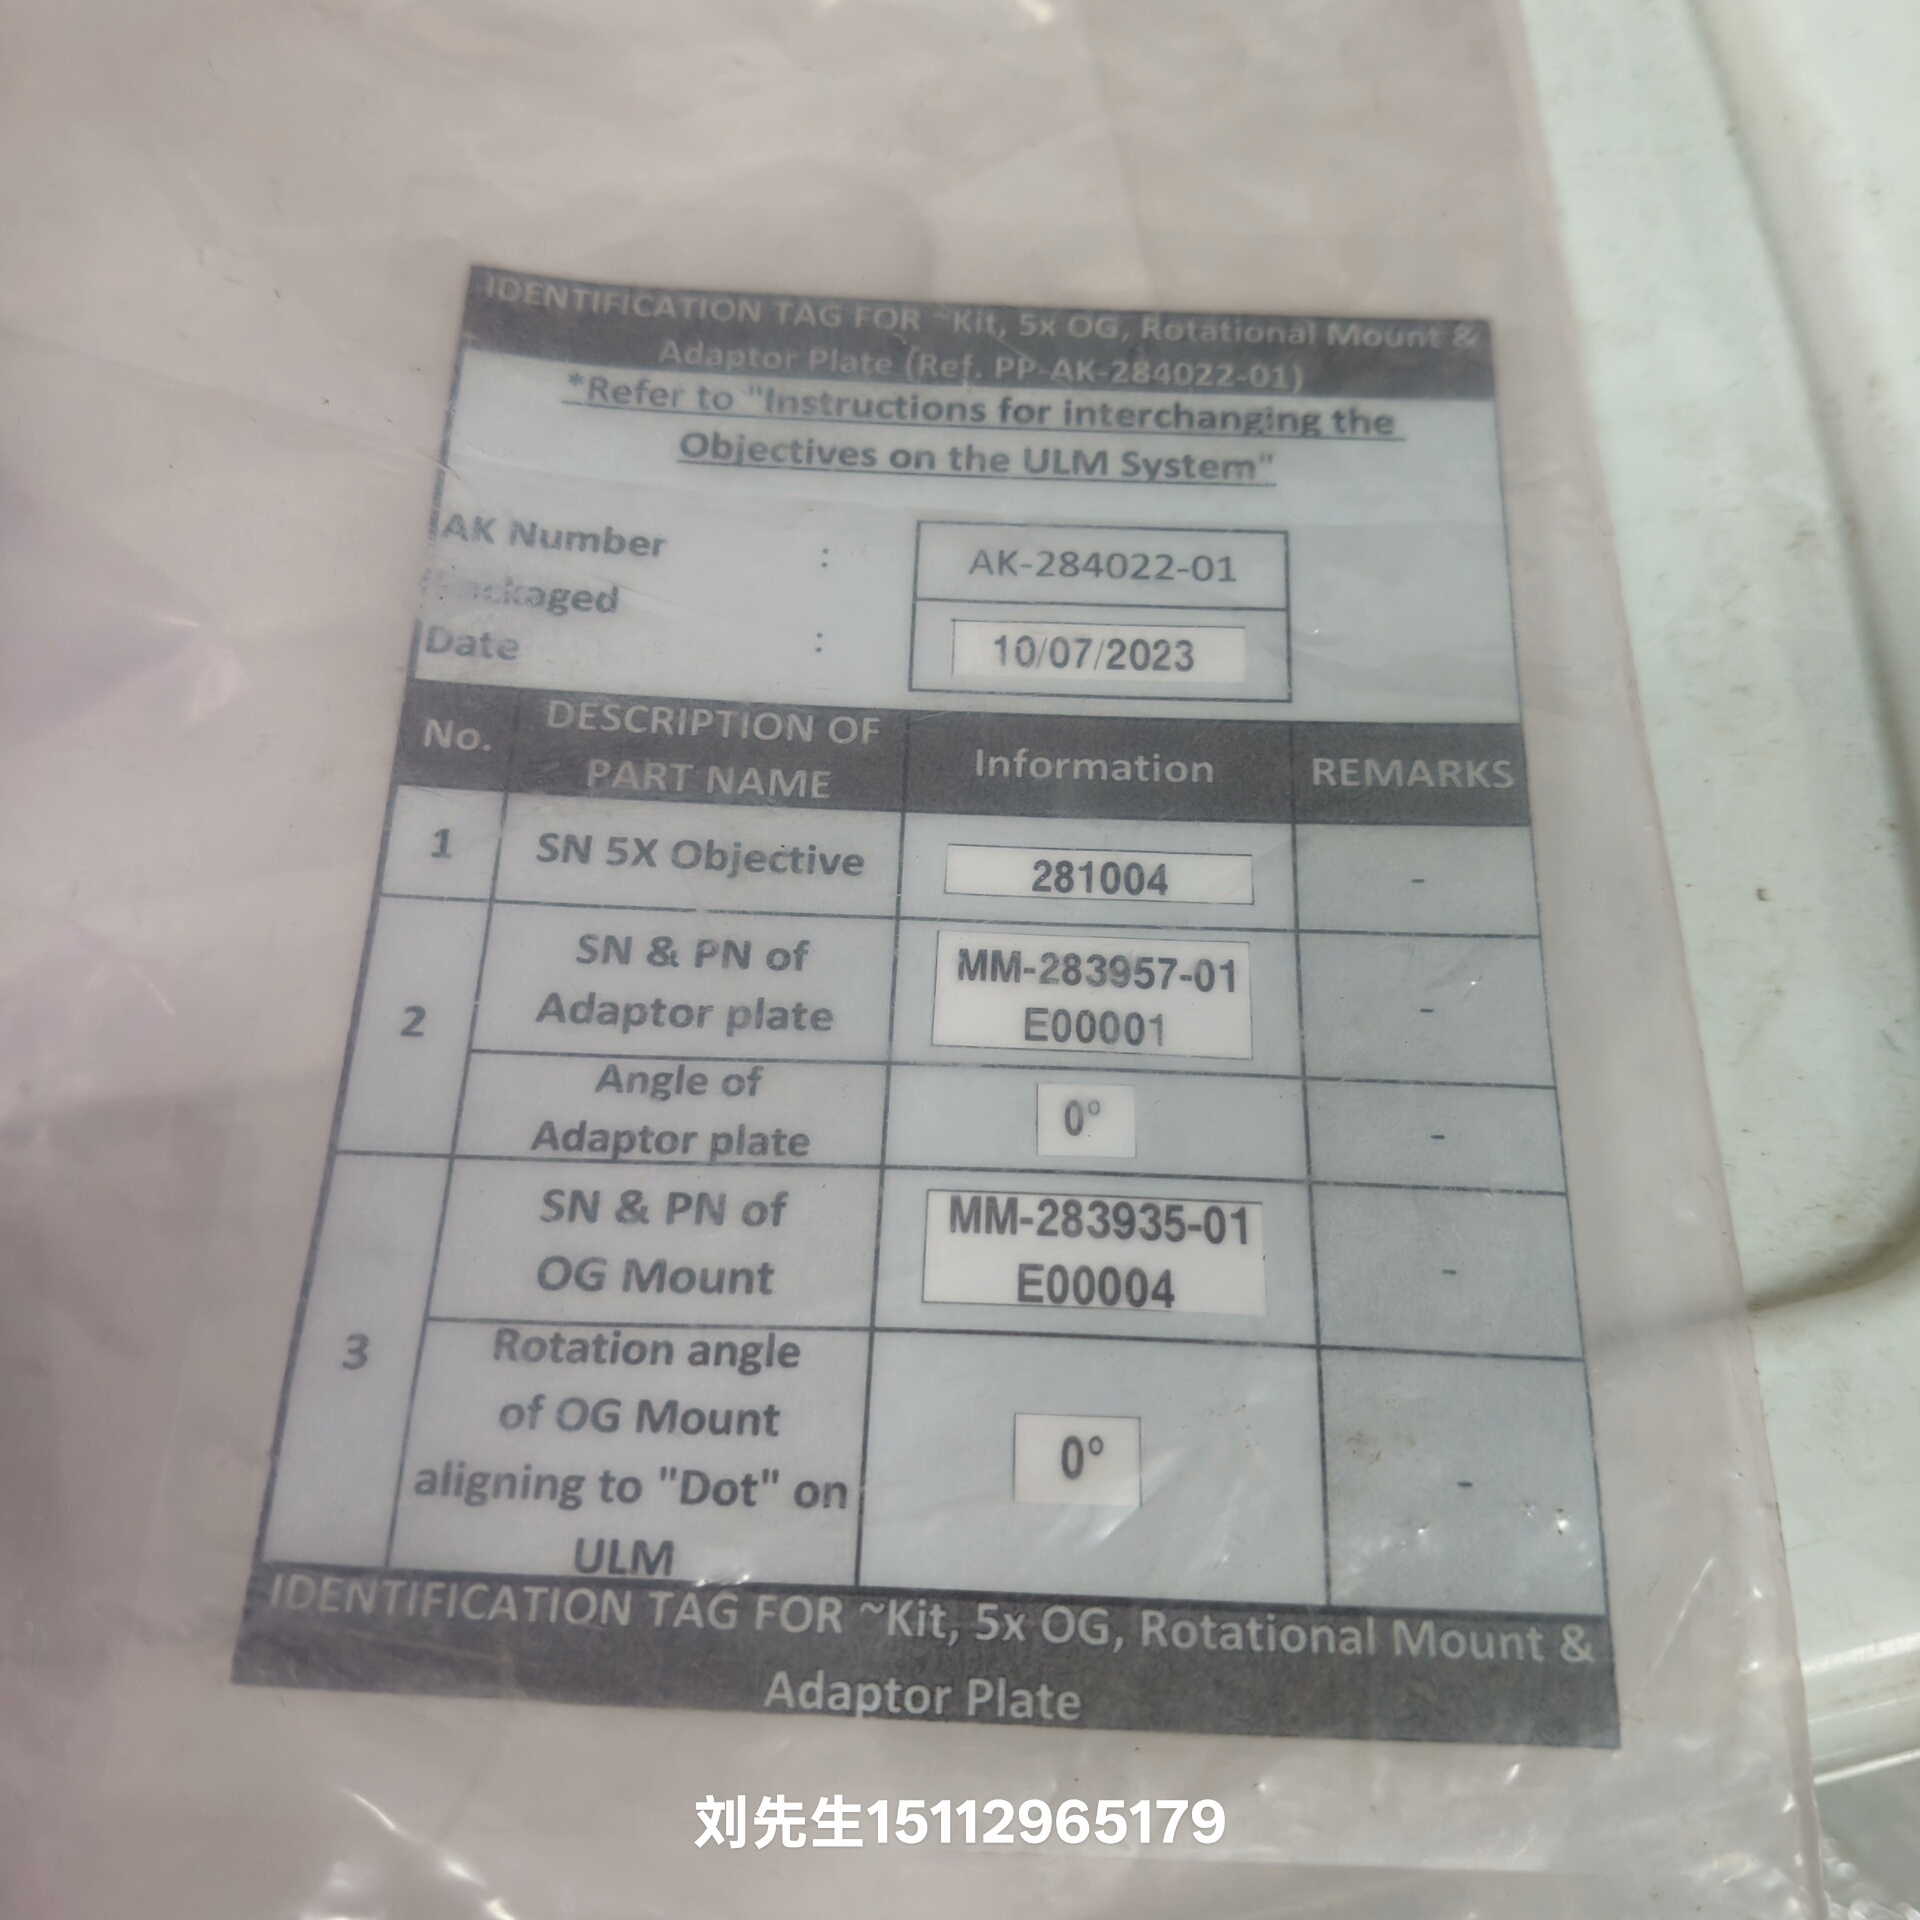 IDENTIFICATION TAG FOR ~Kit, 5x OG, Rotational Mount &
Adaptor Plate (Ref. PP-AK-284022-01)
*Refer to "Instructions for interchanging the
Objectives on the ULM System"
AK Number : AK-284022-01
Packaged
Date : 10/07/2023
No.
DESCRIPTION OF
PART NAME
Information
REMARKS
1
SN 5X Objective
281004
-
2
SN & PN of
Adaptor plate
MM-283957-01
E00001
-
Angle of
Adaptor plate
0°
-
3
SN & PN of
OG Mount
MM-283935-01
E00004
-
Rotation angle
of OG Mount
aligning to "Dot" on
ULM
0°
-
IDENTIFICATION TAG FOR ~Kit, 5x OG, Rotational Mount &
Adaptor Plate
刘先生15112965179